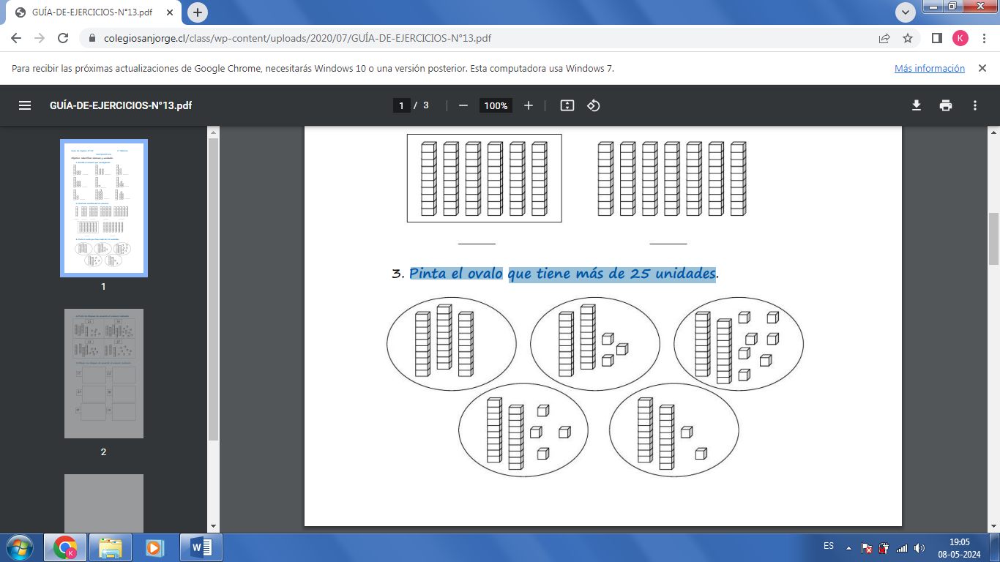 GUÍA-DE-EJERCICIOS-N°13.pdf
colegiosanjorge.cl/class/wp-content/uploads/2020/07/GUÍA-DE-EJERCICIOS-N°13.pdf
K
Para recibir las próximas actualizaciones de Google Chrome, necesitarás Windows 10 o una versión posterior. Esta computadora usa Windows 7.
Más información
GUÍA-DE-EJERCICIOS-N°13.pdf
1 / 3
100%
1
2
3. Pinta el ovalo que tiene más de 25 unidades.
ES
19:05
08-05-2024